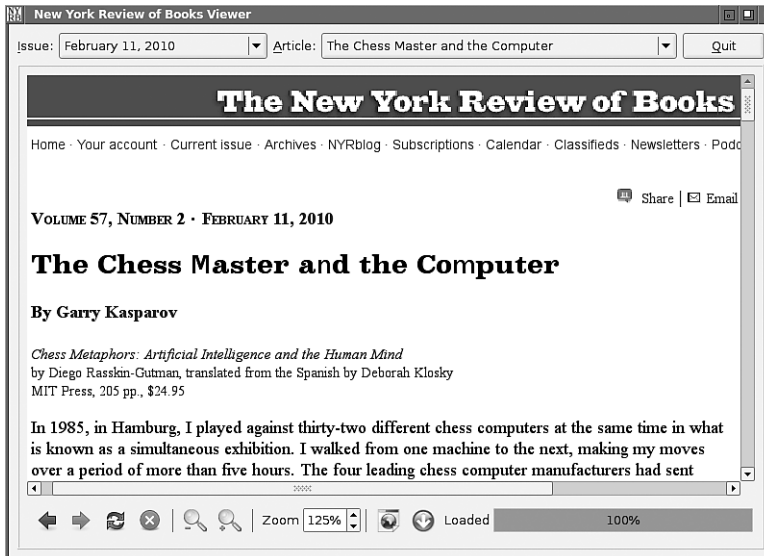 New York Review of Books Viewer
Issue: February 11, 2010 Article: The Chess Master and the Computer Quit
The New York Review of Books
Home · Your account · Current issue · Archives · NYRblog · Subscriptions · Calendar · Classifieds · Newsletters · Podc
Share | Email
VOLUME 57, NUMBER 2 · FEBRUARY 11, 2010
The Chess Master and the Computer
By Garry Kasparov
Chess Metaphors: Artificial Intelligence and the Human Mind
by Diego Rasskin-Gutman, translated from the Spanish by Deborah Klosky
MIT Press, 205 pp., $24.95
In 1985, in Hamburg, I played against thirty-two different chess computers at the same time in what
is known as a simultaneous exhibition. I walked from one machine to the next, making my moves
over a period of more than five hours. The four leading chess computer manufacturers had sent
Zoom 125% Loaded 100%